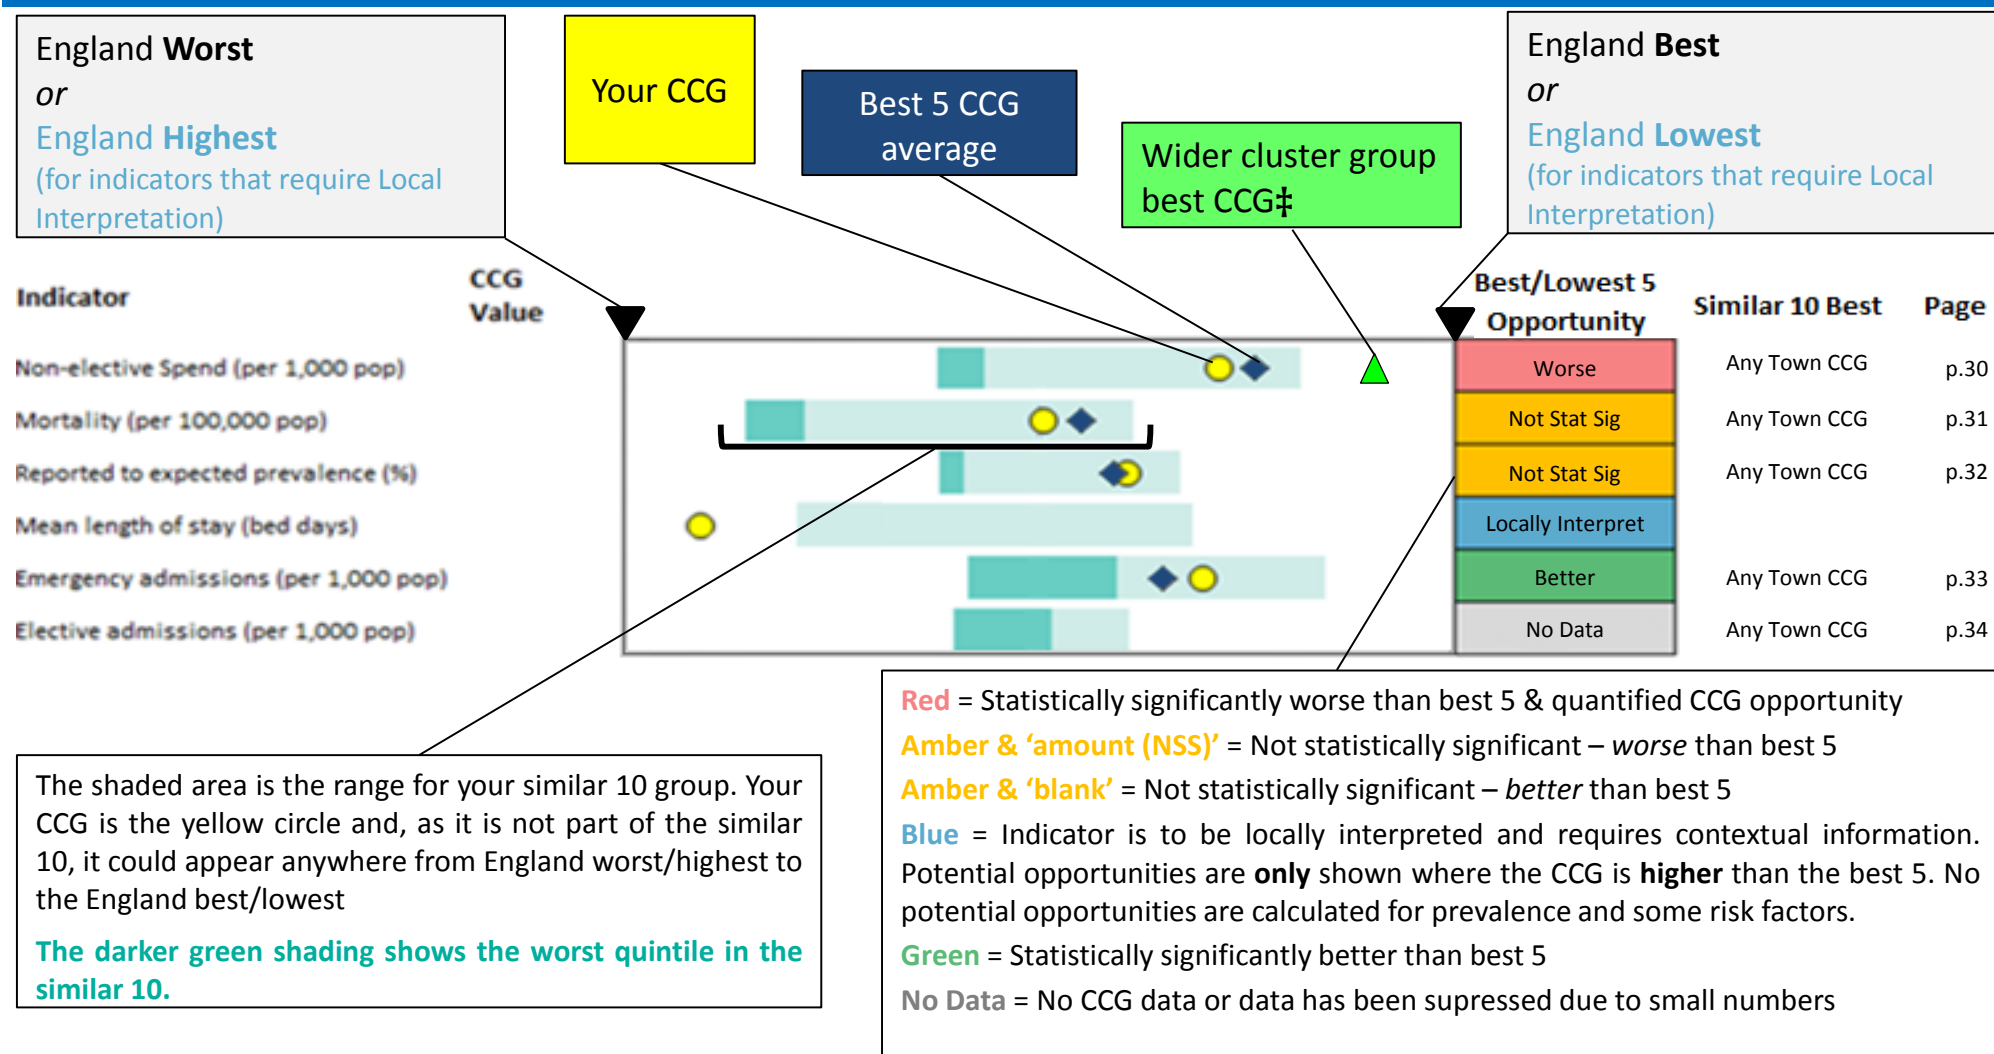 England Worst
or
England Highest
(for indicators that require Local
Interpretation)
Your CCG
Best 5 CCG
average
Wider cluster group
best CCG‡
England Best
or
England Lowest
(for indicators that require Local
Interpretation)
Indicator
CCG
Value
Best/Lowest 5
Opportunity
Similar 10 Best
Page
Non-elective Spend (per 1,000 pop)
Worse
Any Town CCG
p.30
Mortality (per 100,000 pop)
Not Stat Sig
Any Town CCG
p.31
Reported to expected prevalence (%)
Not Stat Sig
Any Town CCG
p.32
Mean length of stay (bed days)
Locally Interpret
Emergency admissions (per 1,000 pop)
Better
Any Town CCG
p.33
Elective admissions (per 1,000 pop)
No Data
Any Town CCG
p.34
The shaded area is the range for your similar 10 group. Your
CCG is the yellow circle and, as it is not part of the similar
10, it could appear anywhere from England worst/highest to
the England best/lowest
The darker green shading shows the worst quintile in the
similar 10.
Red = Statistically significantly worse than best 5 & quantified CCG opportunity
Amber & ‘amount (NSS)’ = Not statistically significant – worse than best 5
Amber & ‘blank’ = Not statistically significant – better than best 5
Blue = Indicator is to be locally interpreted and requires contextual information.
Potential opportunities are only shown where the CCG is higher than the best 5. No
potential opportunities are calculated for prevalence and some risk factors.
Green = Statistically significantly better than best 5
No Data = No CCG data or data has been supressed due to small numbers